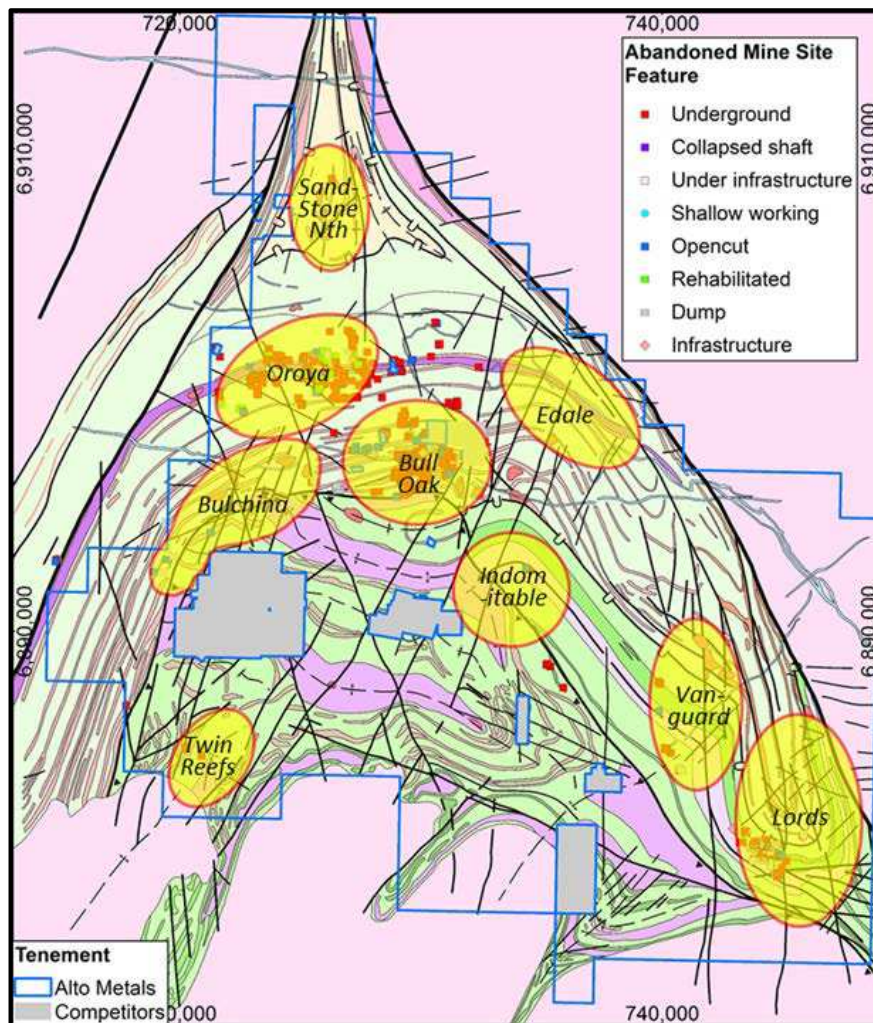 720,000
740,000
6,910,000
6,910,000
Abandoned Mine Site
Feature
Underground
Collapsed shaft
Under infrastructure
Shallow working
Opencut
Rehabilitated
Dump
Infrastructure
Sand-
Stone
Nth
Oroya
Edale
Bull
Oak
Bulchina
Indom
-itable
6,890,000
6,890,000
Van-
guard
Twin
Reefs
Lords
Tenement
Alto Metals
Competitors
740,000